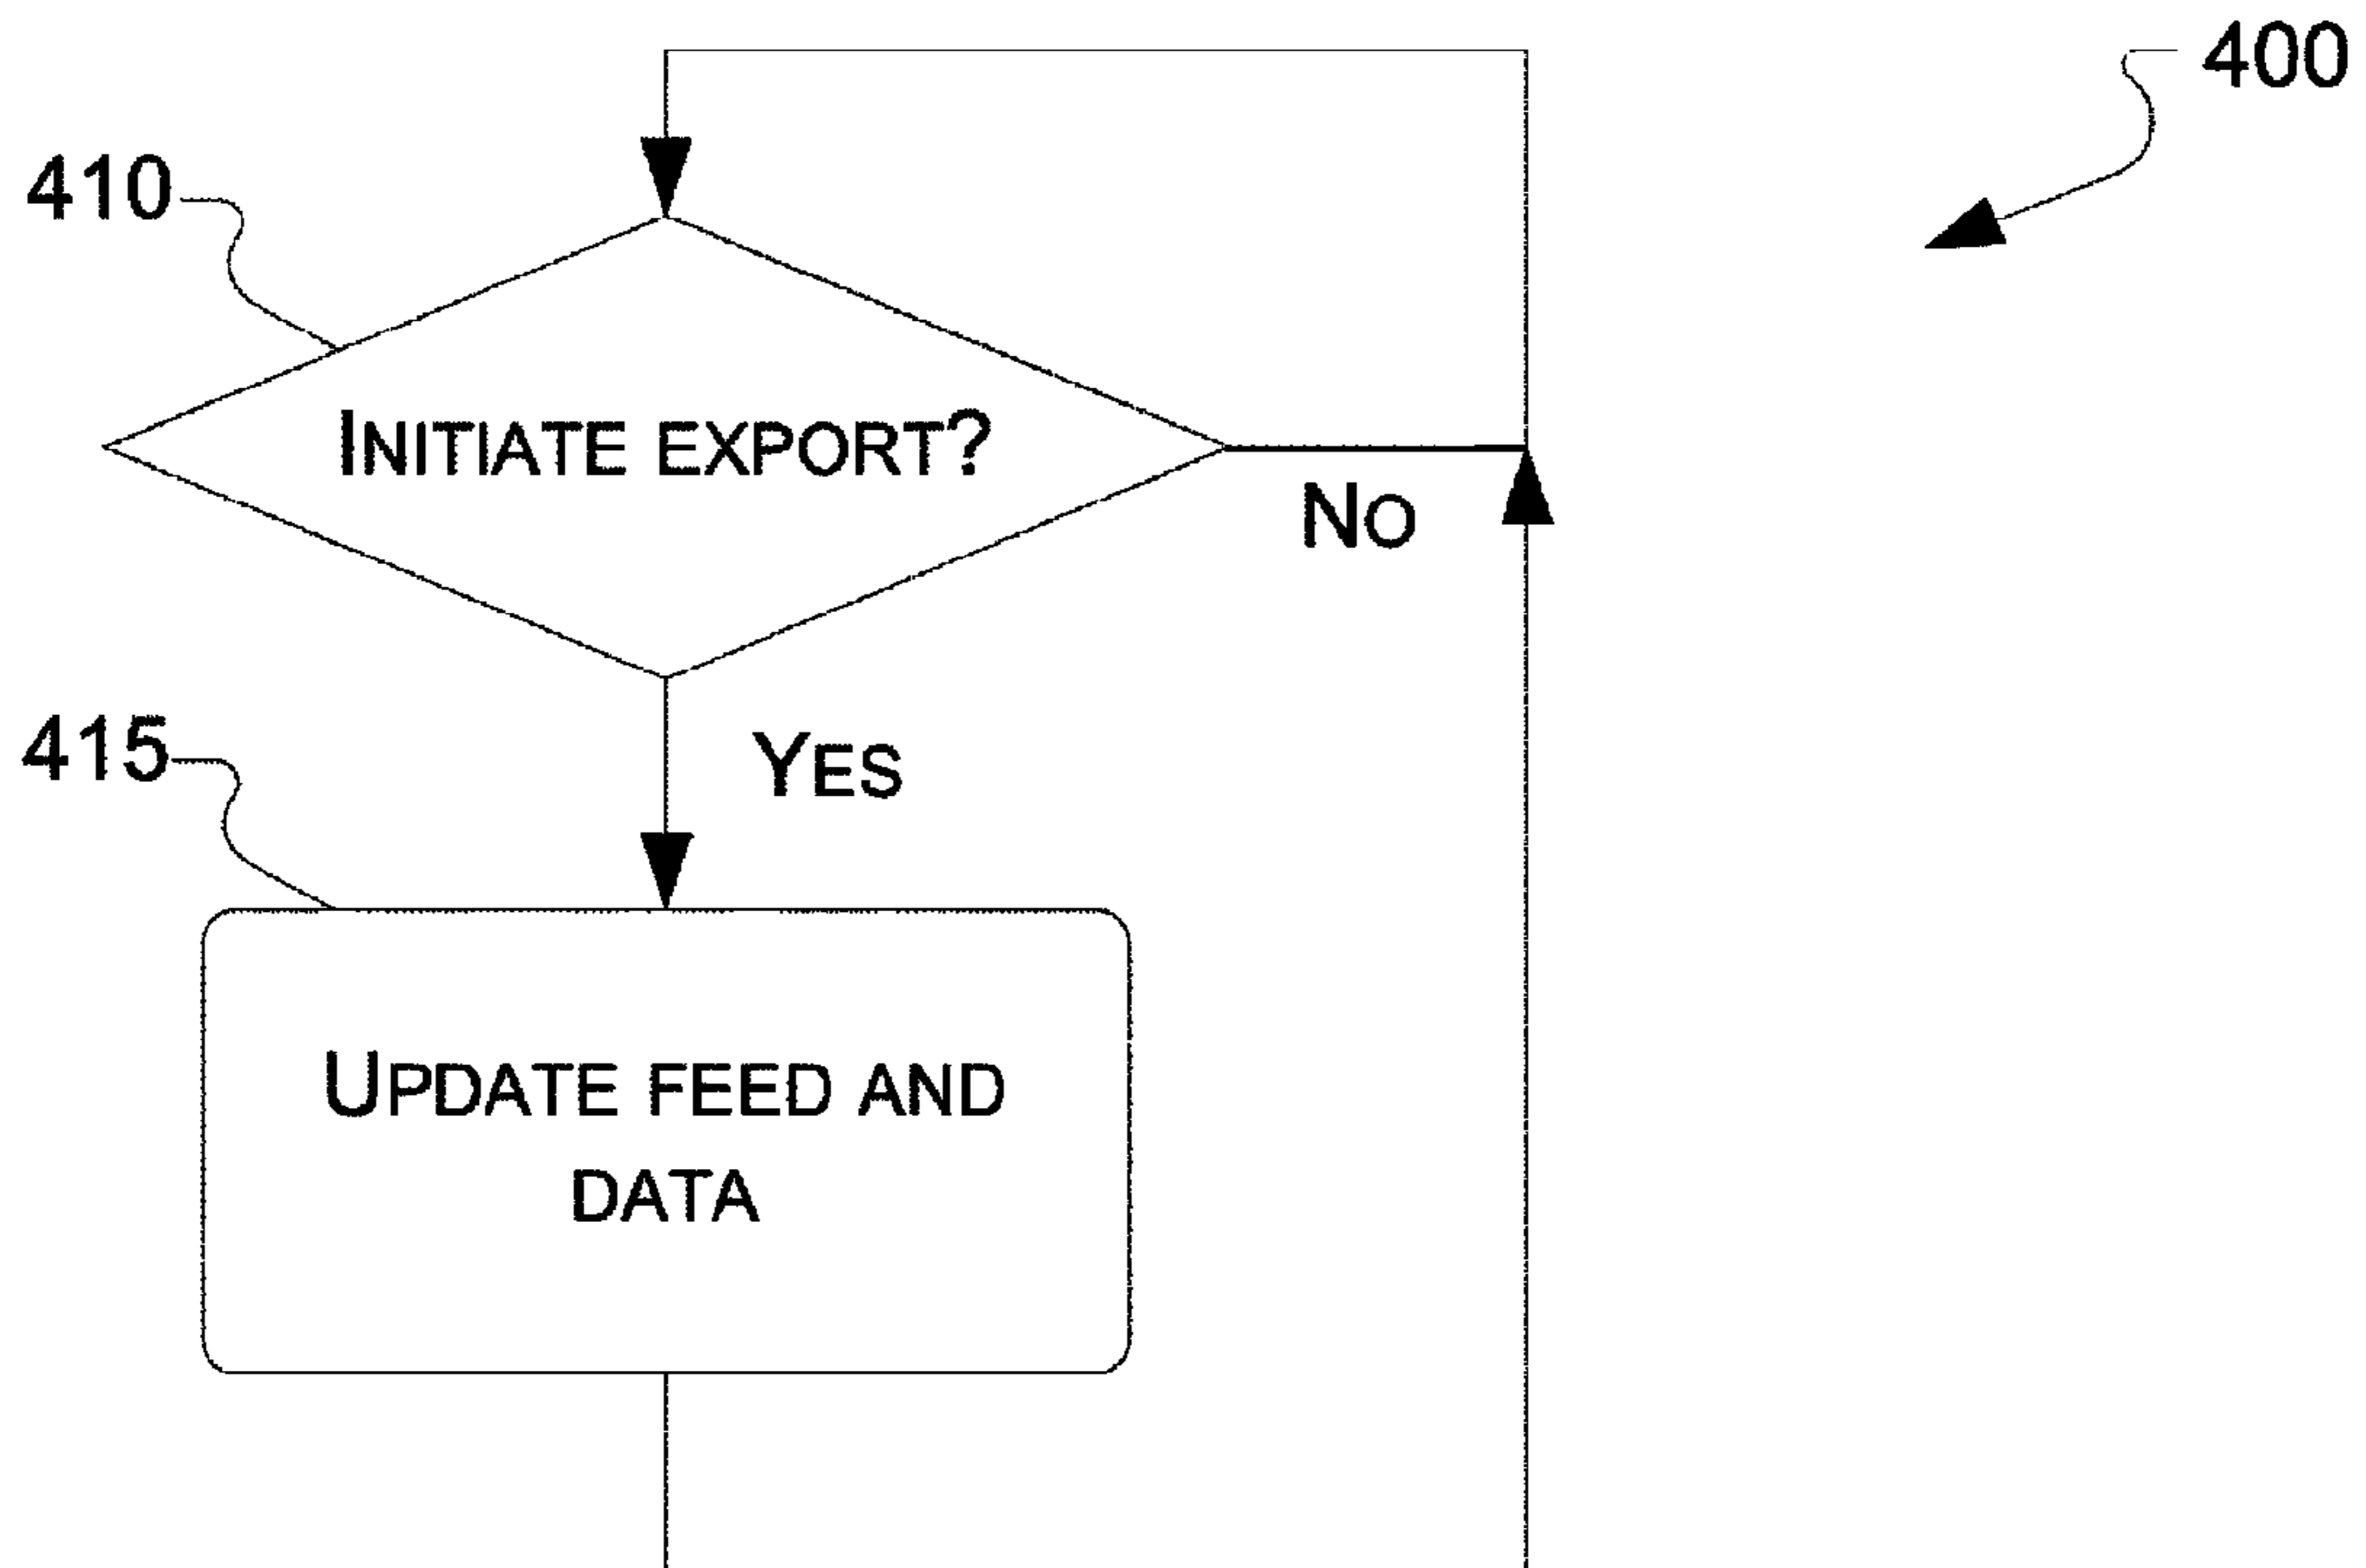 400
410
INITIATE EXPORT?
NO
415
YES
UPDATE FEED AND
DATA